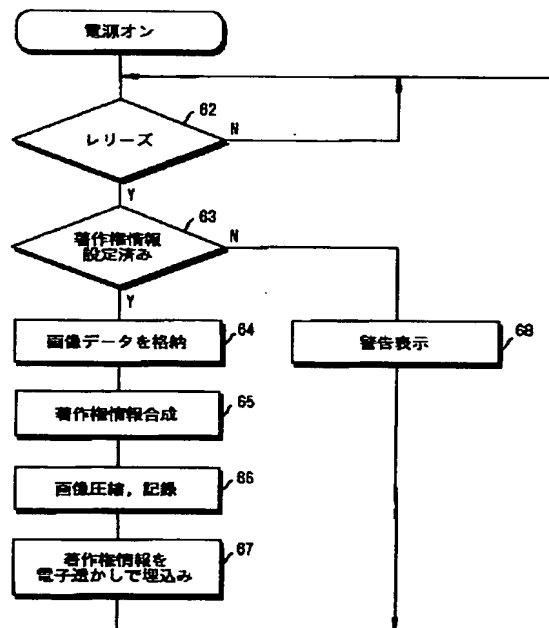 電源オン
62
レリーズ
N
Y
63
著作権情報
設定済み
N
Y
64
画像データを格納
68
警告表示
65
著作権情報合成
66
画像圧縮，記録
67
著作権情報を
電子透かしで埋込み